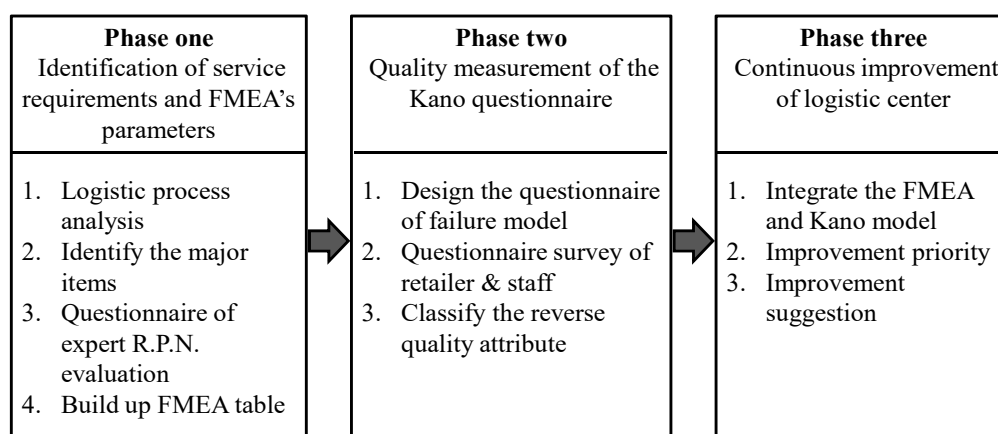 Phase one
Identification of service
requirements and FMEA's
parameters
1. Logistic process
analysis
2. Identify the major
items
3. Questionnaire of
expert R.P.N.
evaluation
4. Build up FMEA table
Phase two
Quality measurement of the
Kano questionnaire
1. Design the questionnaire
of failure model
2. Questionnaire survey of
retailer & staff
3. Classify the reverse
quality attribute
Phase three
Continuous improvement
of logistic center
1. Integrate the FMEA
and Kano model
2. Improvement priority
3. Improvement
suggestion